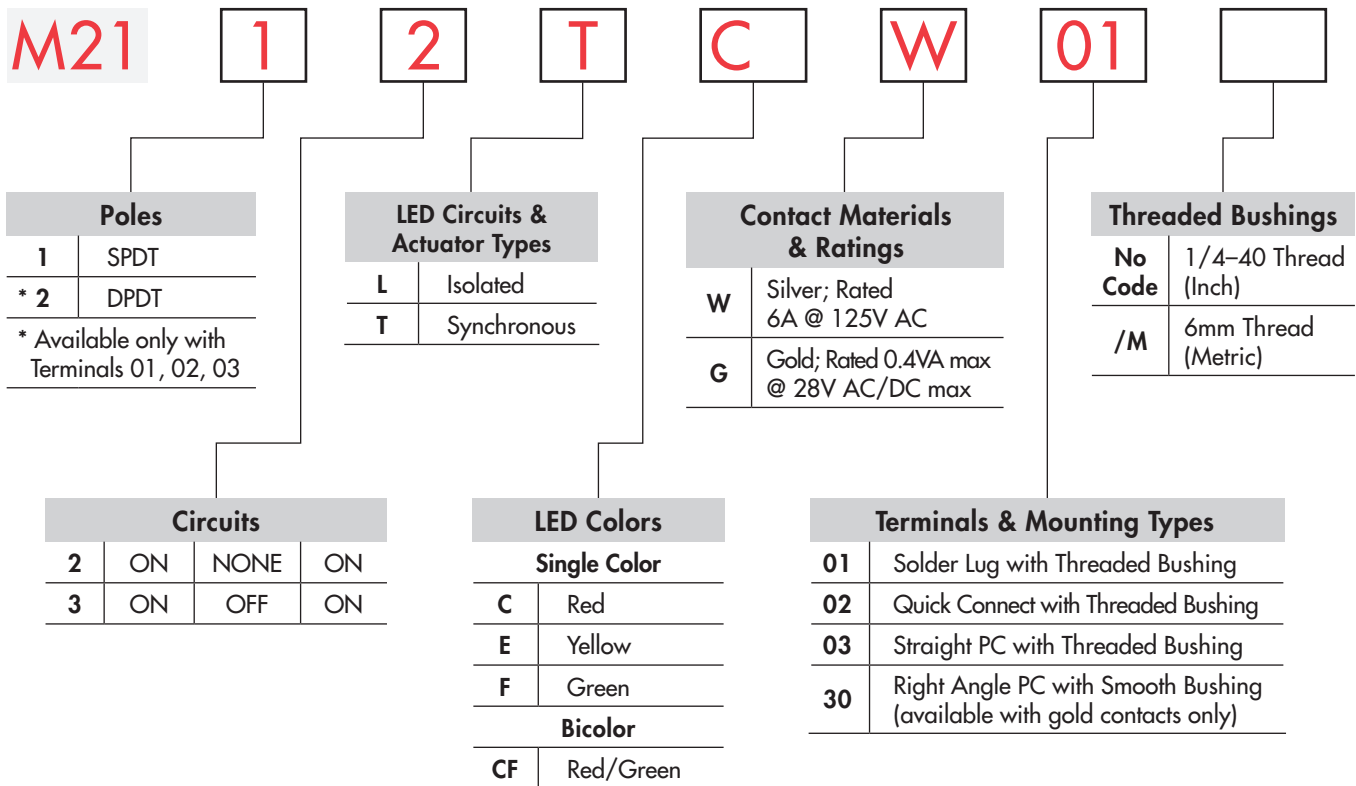 M21 1 2 T C W 01
Poles
1 SPDT
* 2 DPDT
* Available only with
Terminals 01, 02, 03
LED Circuits &
Actuator Types
L Isolated
T Synchronous
Contact Materials
& Ratings
W Silver; Rated
6A @ 125V AC
G Gold; Rated 0.4VA max
@ 28V AC/DC max
Threaded Bushings
No
Code
1/4–40 Thread
(Inch)
/M 6mm Thread
(Metric)
Circuits
2 ON NONE ON
3 ON OFF ON
LED Colors
Single Color
C Red
E Yellow
F Green
Bicolor
CF Red/Green
Terminals & Mounting Types
01 Solder Lug with Threaded Bushing
02 Quick Connect with Threaded Bushing
03 Straight PC with Threaded Bushing
30 Right Angle PC with Smooth Bushing
(available with gold contacts only)